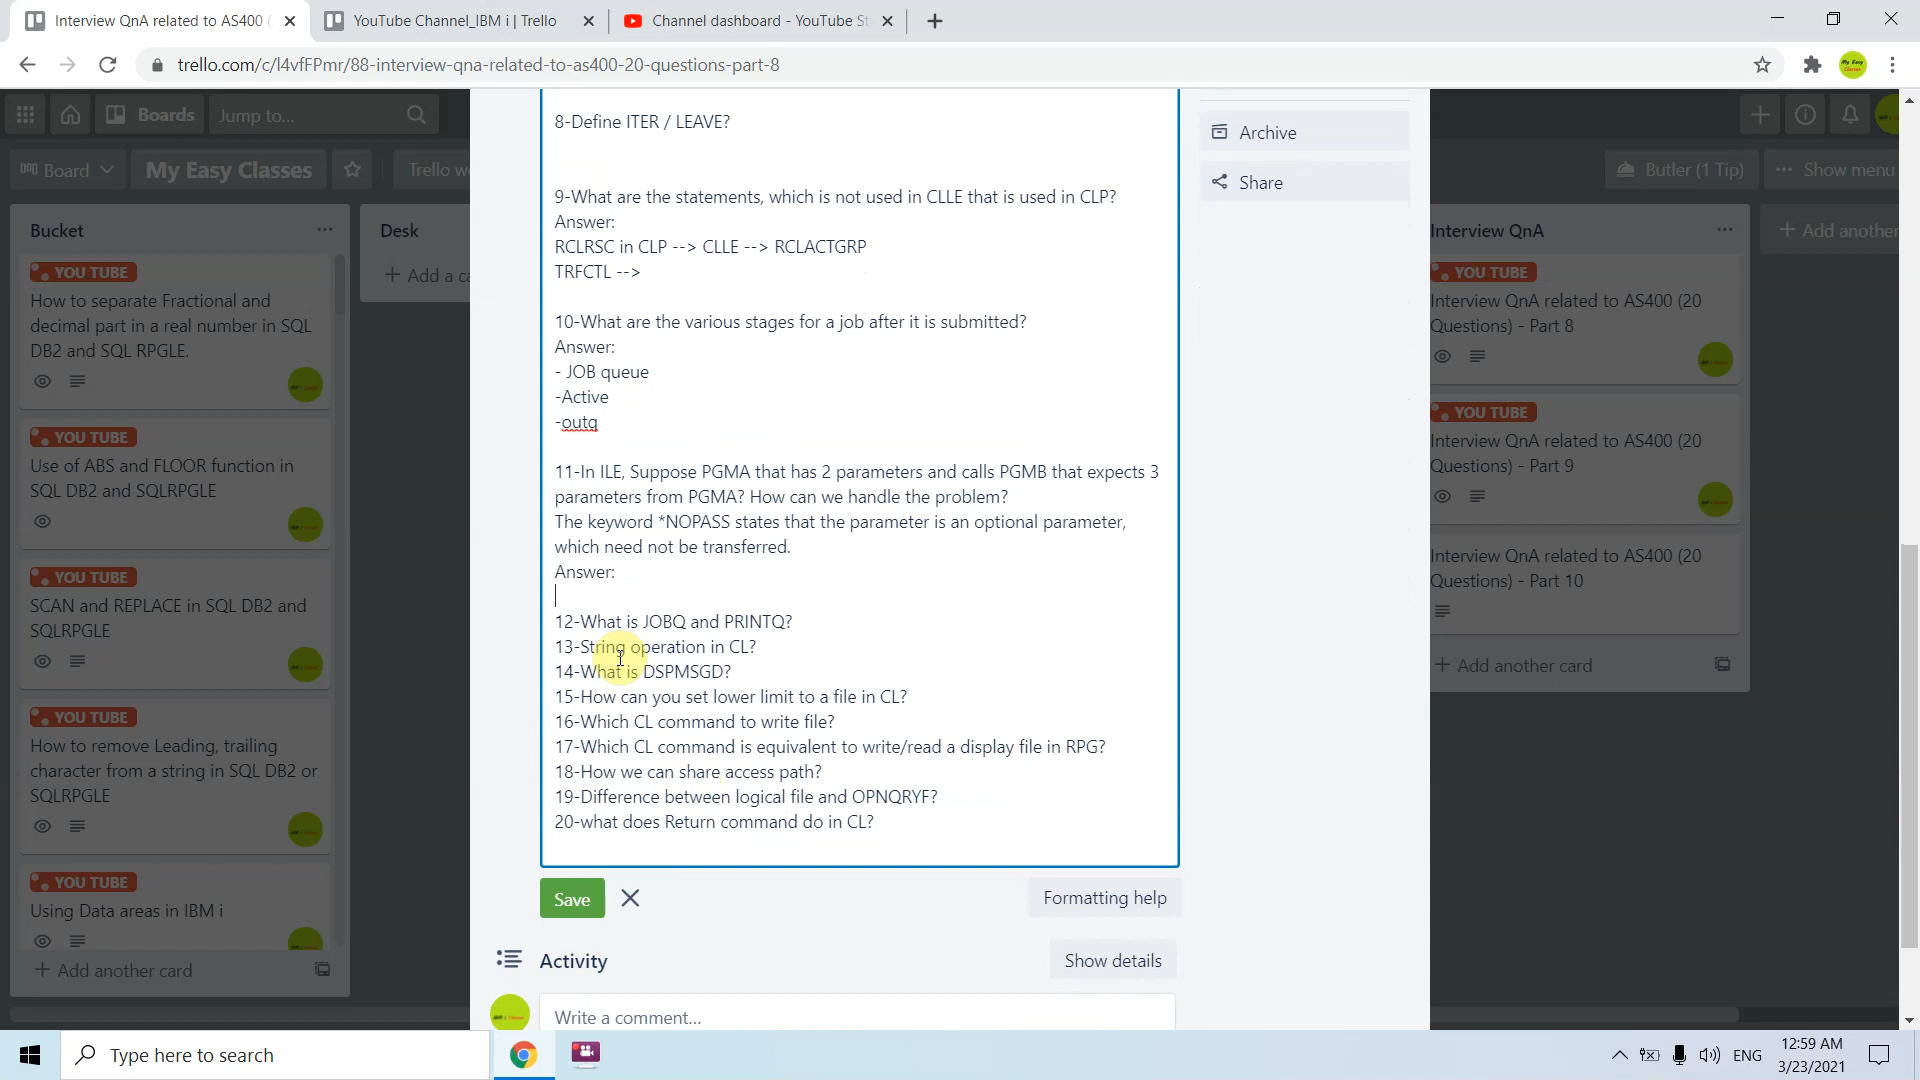 Interview QnA related to AS400 (
YouTube Channel_IBM i | Trello
Channel dashboard - YouTube St
trello.com/c/l4vfFPmr/88-interview-qna-related-to-as400-20-questions-part-8
Boards
Jump to...
Board
My Easy Classes
Trello w
Butler (1 Tip)
Show menu
Bucket
YOU TUBE
How to separate Fractional and
decimal part in a real number in SQL
DB2 and SQL RPGLE.
YOU TUBE
Use of ABS and FLOOR function in
SQL DB2 and SQLRPGLE
YOU TUBE
SCAN and REPLACE in SQL DB2 and
SQLRPGLE
YOU TUBE
How to remove Leading, trailing
character from a string in SQL DB2 or
SQLRPGLE
YOU TUBE
Using Data areas in IBM i
+ Add another card
Desk
+ Add a ca
8-Define ITER / LEAVE?
9-What are the statements, which is not used in CLLE that is used in CLP?
Answer:
RCLRSC in CLP --> CLLE --> RCLACTGRP
TRFCTL -->
10-What are the various stages for a job after it is submitted?
Answer:
- JOB queue
-Active
-outq
11-In ILE, Suppose PGMA that has 2 parameters and calls PGMB that expects 3
parameters from PGMA? How can we handle the problem?
The keyword *NOPASS states that the parameter is an optional parameter,
which need not be transferred.
Answer:
12-What is JOBQ and PRINTQ?
13-String operation in CL?
14-What is DSPMSGD?
15-How can you set lower limit to a file in CL?
16-Which CL command to write file?
17-Which CL command is equivalent to write/read a display file in RPG?
18-How we can share access path?
19-Difference between logical file and OPNQRYF?
20-what does Return command do in CL?
Save
Formatting help
Activity
Show details
Write a comment...
Archive
Share
Interview QnA
YOU TUBE
Interview QnA related to AS400 (20
Questions) - Part 8
YOU TUBE
Interview QnA related to AS400 (20
Questions) - Part 9
Interview QnA related to AS400 (20
Questions) - Part 10
+ Add another card
+ Add another
Type here to search
ENG
12:59 AM
3/23/2021